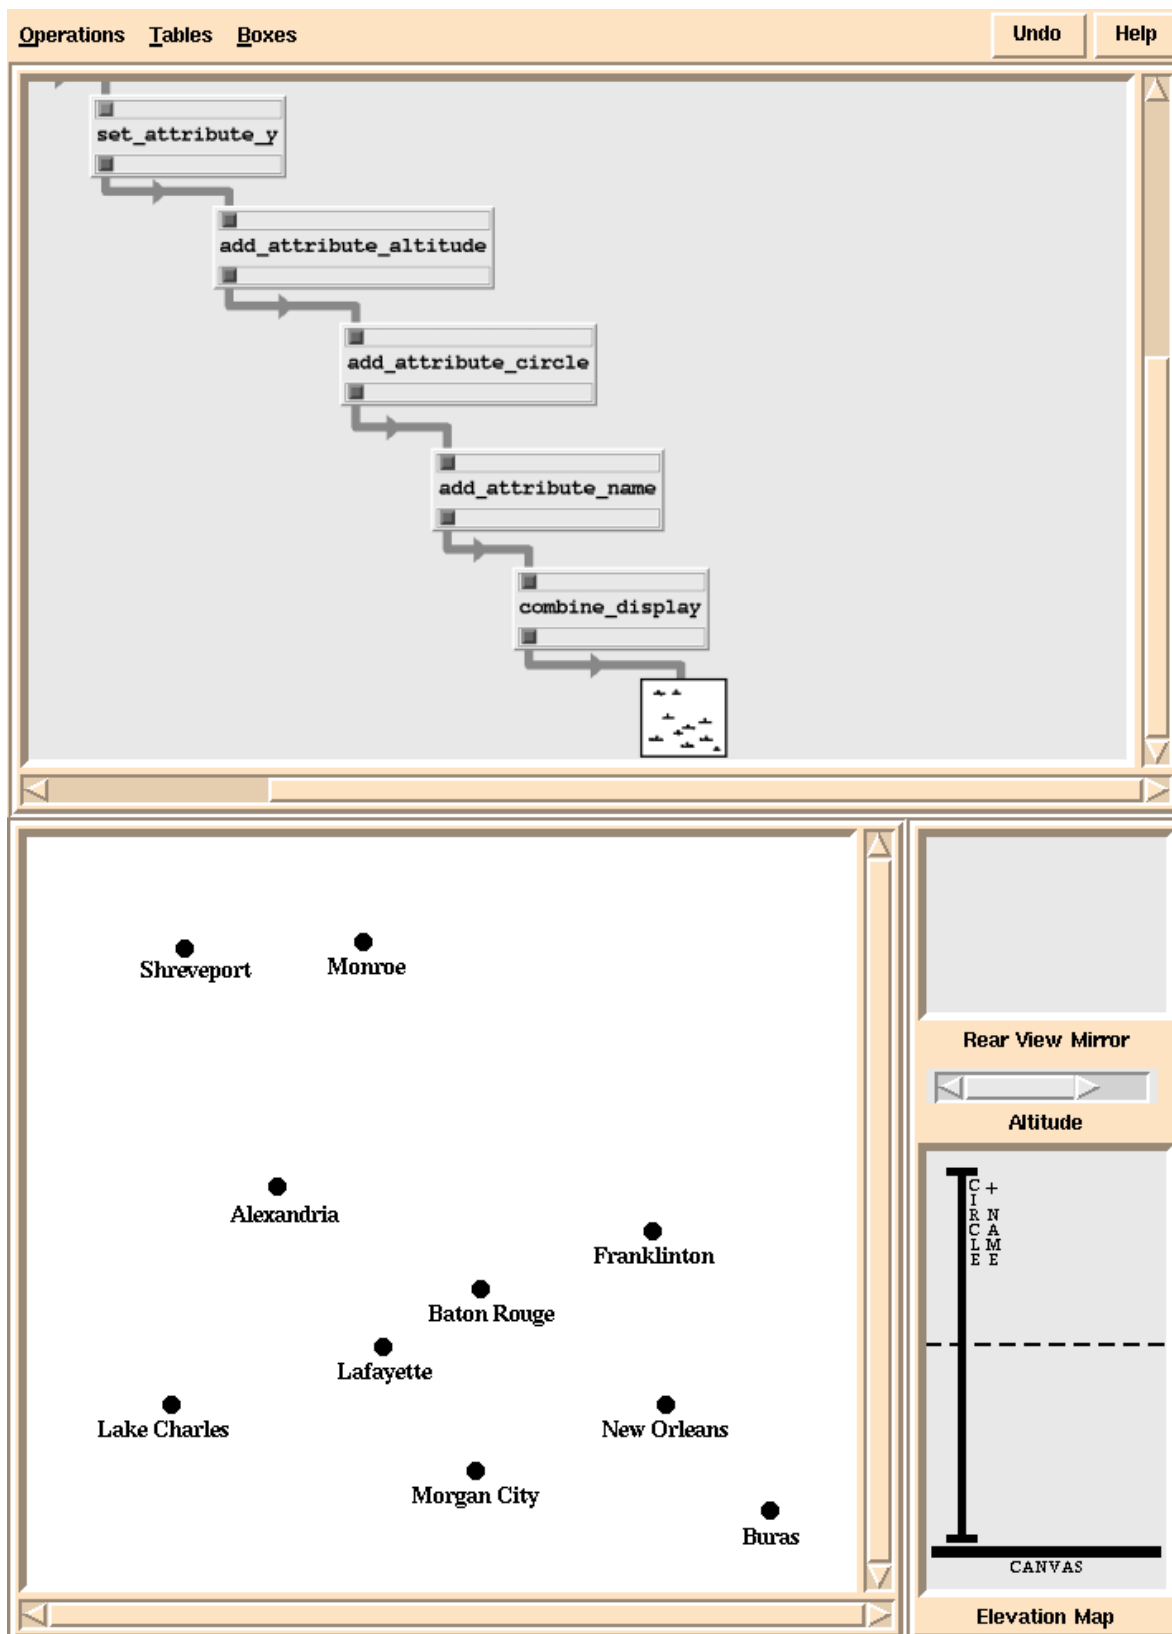 Operations Tables Boxes Undo Help
set_attribute_y
add_attribute_altitude
add_attribute_circle
add_attribute_name
combine_display
Shreveport
Monroe
Alexandria
Franklinton
Baton Rouge
Lafayette
Lake Charles
New Orleans
Morgan City
Buras
Rear View Mirror
Altitude
CIRCLE
+ NAME
CANVAS
Elevation Map